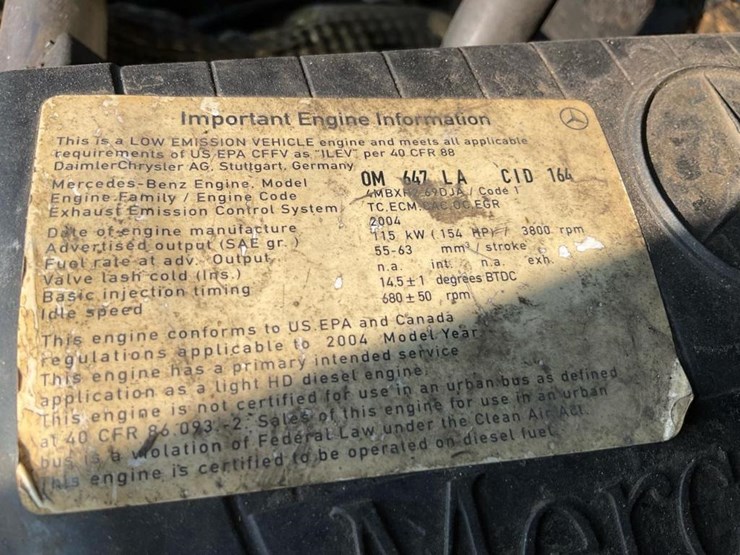 Important Engine Information
This is a LOW EMISSION VEHICLE engine and meets all applicable
requirements of US EPA CFFV as "ILEV" per 40 CFR 88
DaimlerChrysler AG, Stuttgart, Germany
Mercedes-Benz Engine, Model OM 647 LA CID 164
Engine Family / Engine Code 4MBXH2.69DJA / Code 1
Exhaust Emission Control System TC,ECM,CAC,OC,EGR
Date of engine manufacture 2004
Advertised output (SAE gr.) 115 kW (154 HP) / 3800 rpm
Fuel rate at adv. Output 55-63 mm³ / stroke
Valve lash cold (Ins.) n.a. int. n.a. exh.
Basic injection timing 14.5±1 degrees BTDC
Idle speed 680±50 rpm
This engine conforms to US EPA and Canada
regulations applicable to 2004 Model Year
This engine has a primary intended service
application as a light HD diesel engine.
This engine is not certified for use in an urban bus as defined
at 40 CFR 86.093.-2. Sales of this engine for use in an urban
bus is a violation of Federal Law under the Clean Air Act.
This engine is certified to be operated on diesel fuel
Merc